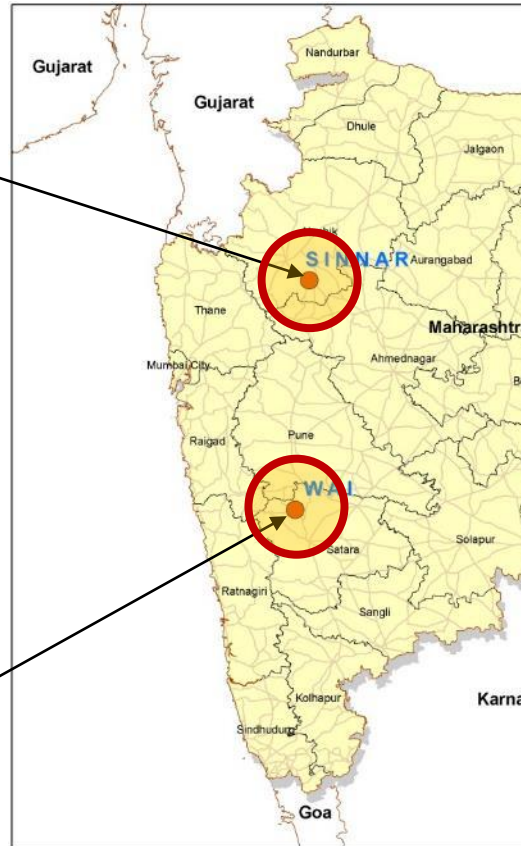 Nandurbar
Gujarat
Gujarat
Dhule
Jalgaon
SINNAR
Aurangabad
Thane
Maharashtr
Mumbai City
Ahmednagar
Raigad
Pune
WAI
Solapur
Satara
Ratnagiri
Sangli
Kolhapur
Karna
Sindhudurg
Goa